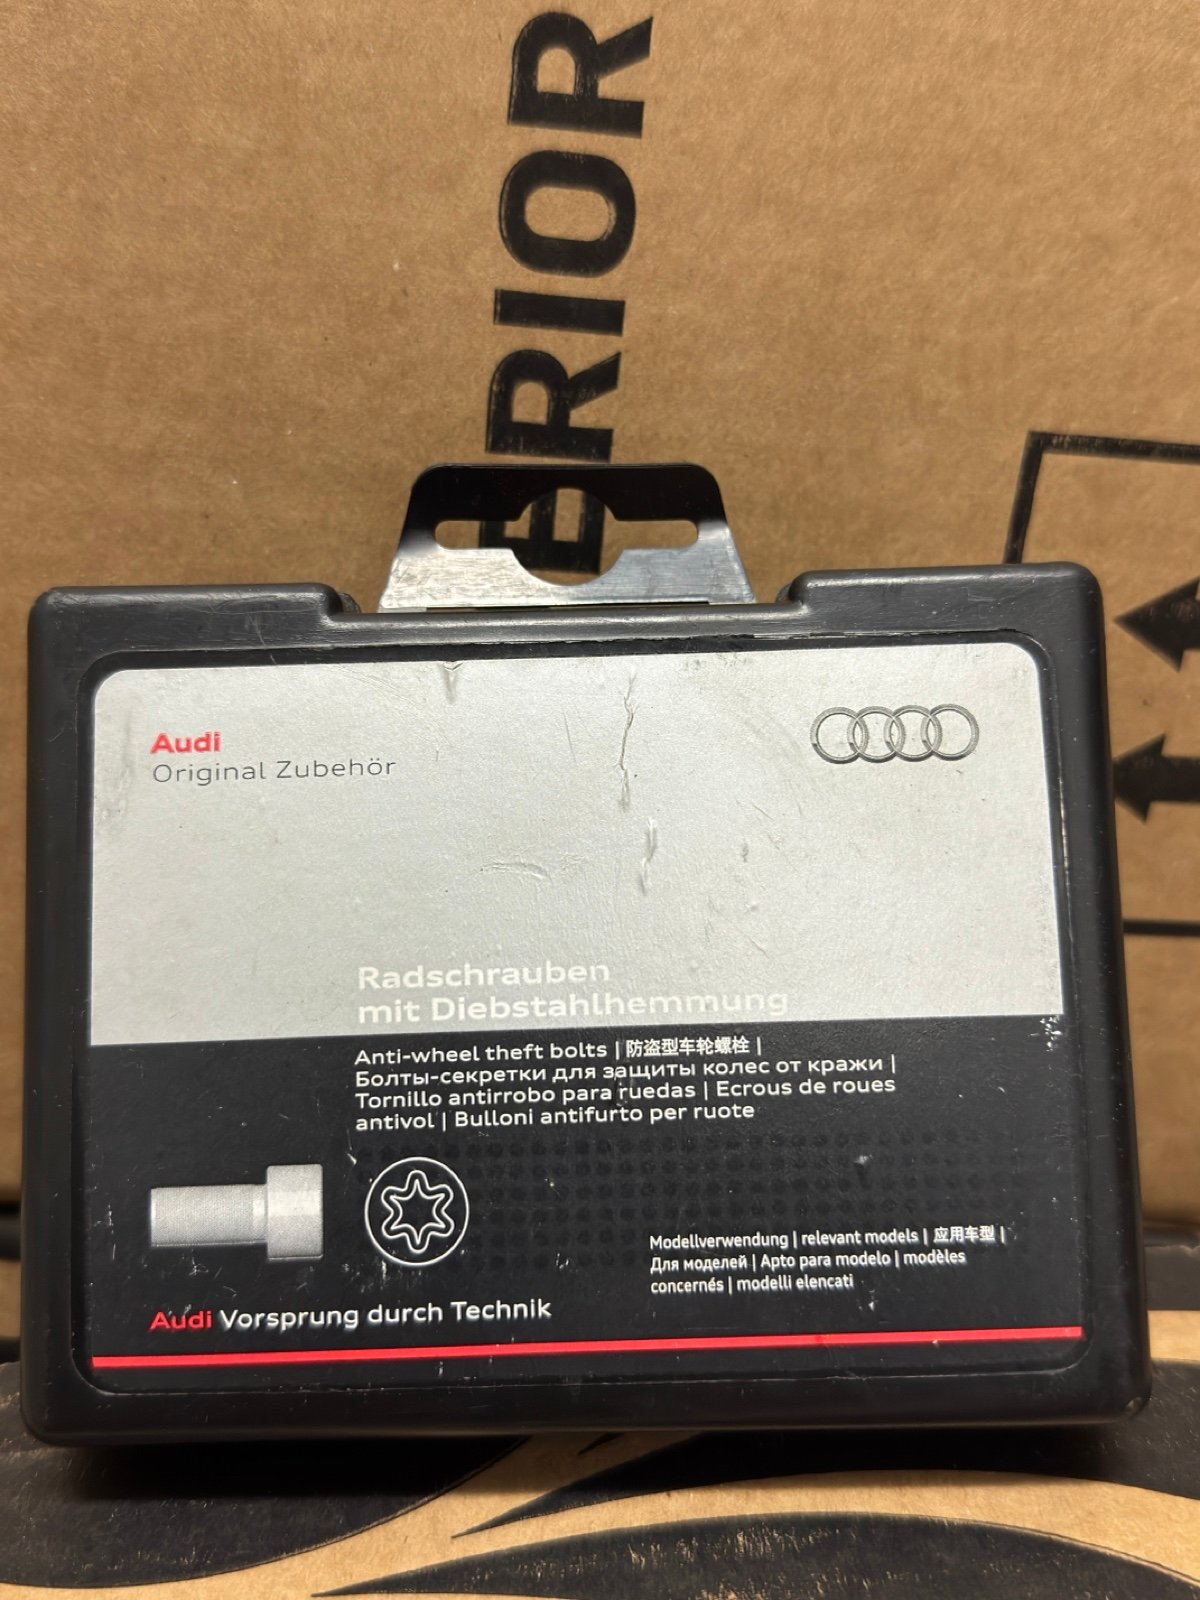 ERIOR
Audi
Original Zubehör
Radschrauben
mit Diebstahlhemmung
Anti-wheel theft bolts | 防盗型车轮螺栓 |
Болты-секретки для защиты колес от кражи |
Tornillo antirrobo para ruedas | Ecrous de roues
antivol | Bulloni antifurto per ruote
Modellverwendung | relevant models | 应用车型 |
Для моделей | Apto para modelo | modèles
concernés | modelli elencati
Audi Vorsprung durch Technik